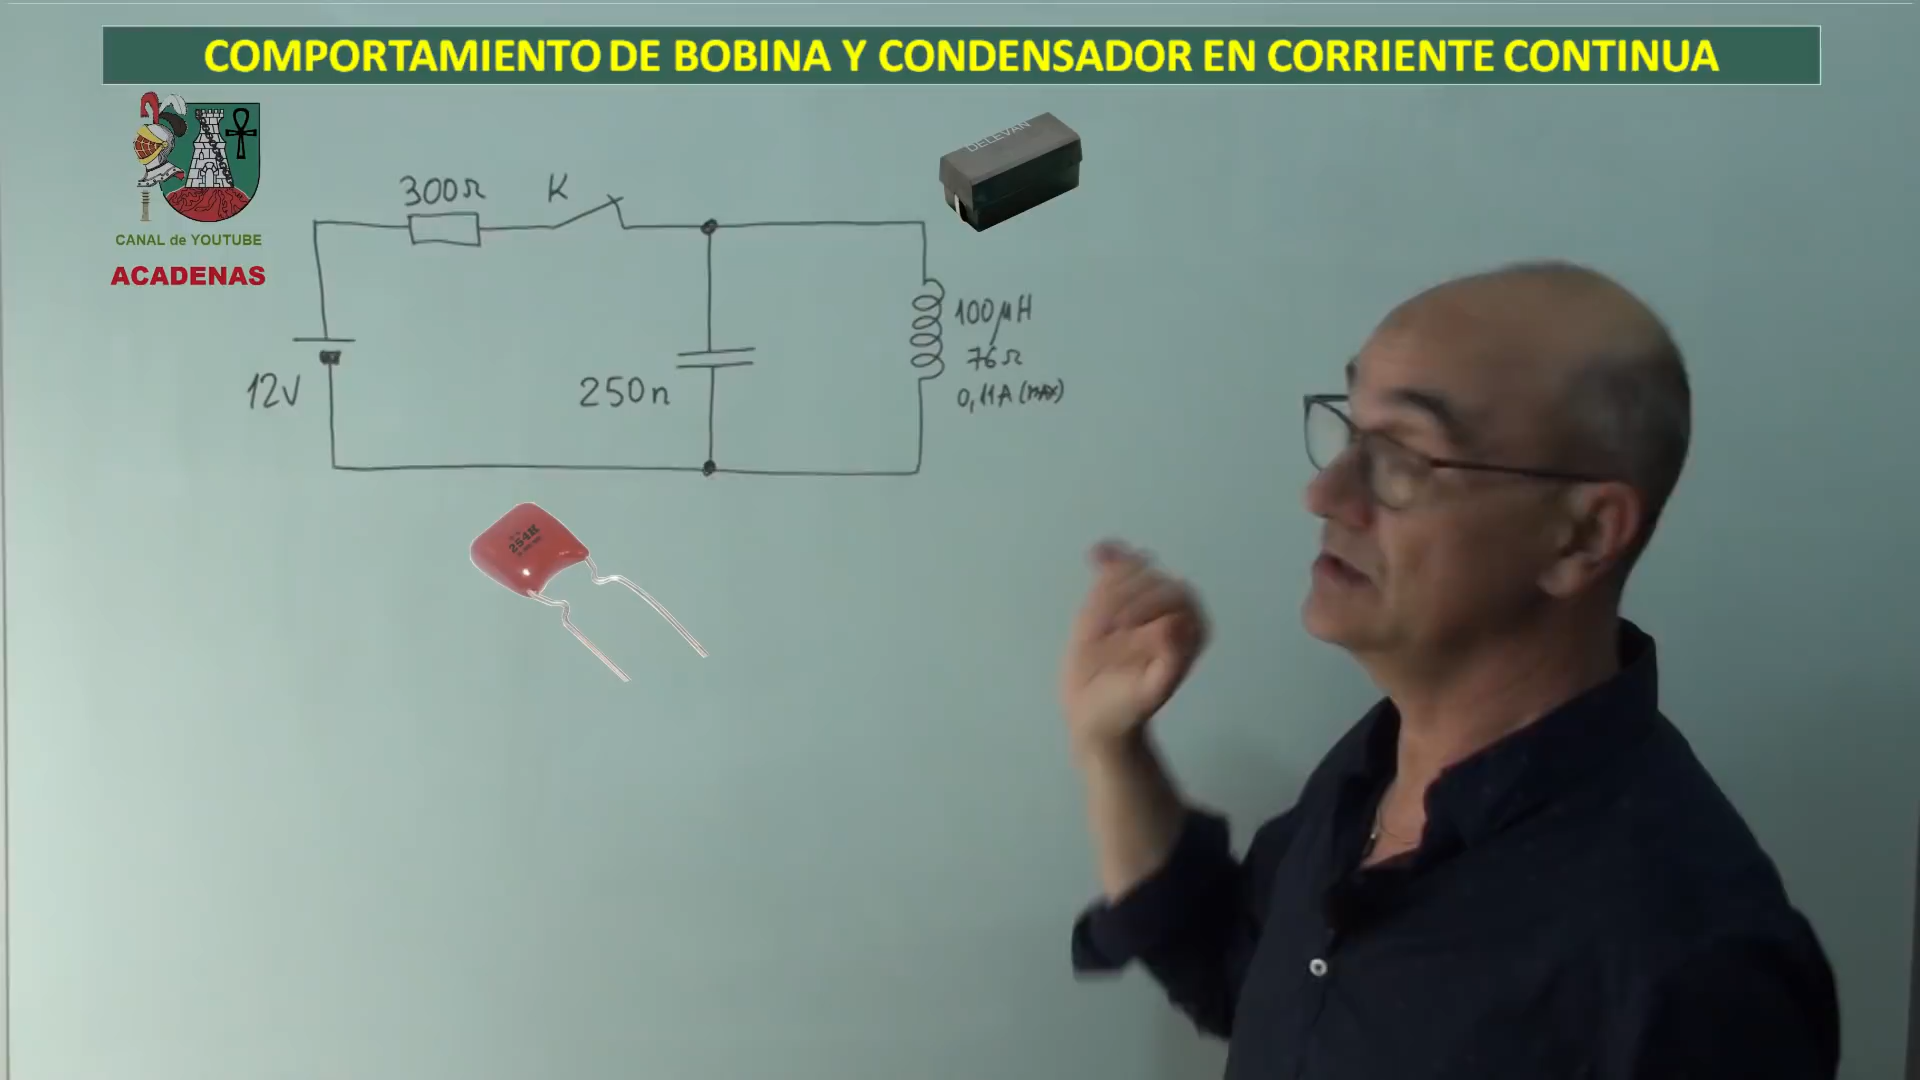 COMPORTAMIENTO DE BOBINA Y CONDENSADOR EN CORRIENTE CONTINUA
DELEVAN
300Ω
K
CANAL de YOUTUBE
ACADENAS
100μH
76Ω
0,11A (MAX)
12V
250n
254K